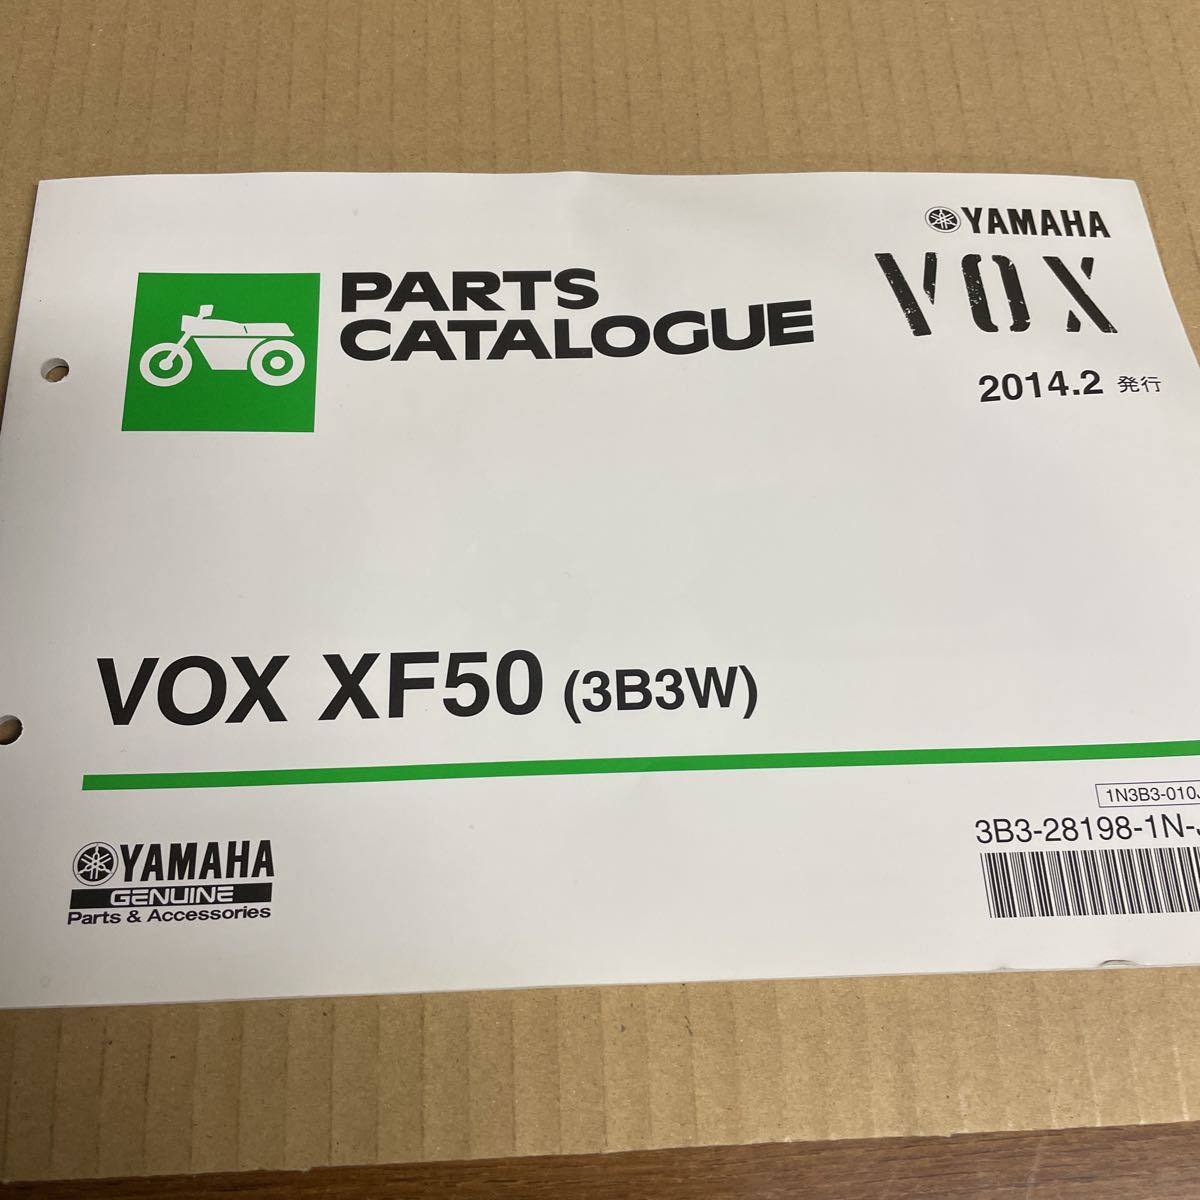 YAMAHA
VOX
2014.2 発行
PARTS
CATALOGUE
VOX XF50 (3B3W)
1N3B3-010J
3B3-28198-1N-J
YAMAHA
GENUINE
Parts & Accessories